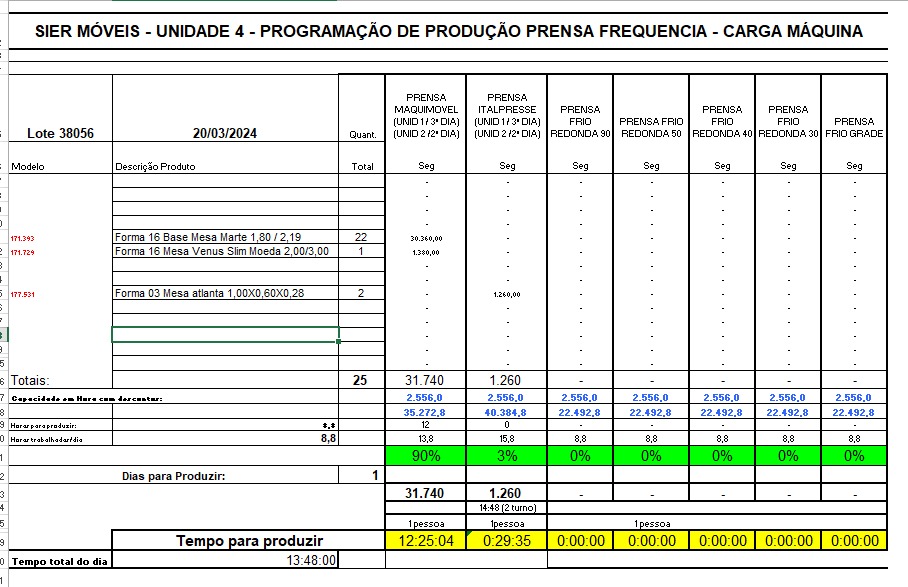 SIER MÓVEIS - UNIDADE 4 - PROGRAMAÇÃO DE PRODUÇÃO PRENSA FREQUENCIA - CARGA MÁQUINA
Lote 38056 20/03/2024 Quant. PRENSA MAQUIMOVEL (UNID 1 / 3ª DIA) (UNID 2 /2ª DIA) PRENSA ITALPRESSE (UNID 1 / 3ª DIA) (UNID 2 /2ª DIA) PRENSA FRIO REDONDA 90 PRENSA FRIO REDONDA 50 PRENSA FRIO REDONDA 40 PRENSA FRIO REDONDA 30 PRENSA FRIO GRADE
Modelo Descrição Produto Total Seg Seg Seg Seg Seg Seg Seg
- - - - - - -
- - - - - - -
- - - - - - -
- - - - - - -
171.393 Forma 16 Base Mesa Marte 1,80 / 2,19 22 30.360,00 - - - - - -
171.729 Forma 16 Mesa Venus Slim Moeda 2,00/3,00 1 1.380,00 - - - - - -
- - - - - - -
- - - - - - -
177.531 Forma 03 Mesa atlanta 1,00X0,60X0,28 2 - 1.260,00 - - - - -
- - - - - - -
- - - - - - -
- - - - - - -
- - - - - - -
- - - - - - -
Totais: 25 31.740 1.260 - - - - -
Capacidade em Hora com descontos: 2.556,0 2.556,0 2.556,0 2.556,0 2.556,0 2.556,0 2.556,0
35.272,8 40.384,8 22.492,8 22.492,8 22.492,8 22.492,8 22.492,8
Horas para produzir: 8,8 12 0
Horas trabalhadas/dia 8,8 13,8 15,8 8,8 8,8 8,8 8,8 8,8
90% 3% 0% 0% 0% 0% 0%
Dias para Produzir: 1
31.740 1.260 - - - - -
14:48 (2 turno)
1pessoa 1pessoa 1pessoa
Tempo para produzir 12:25:04 0:29:35 0:00:00 0:00:00 0:00:00 0:00:00 0:00:00
Tempo total do dia 13:48:00